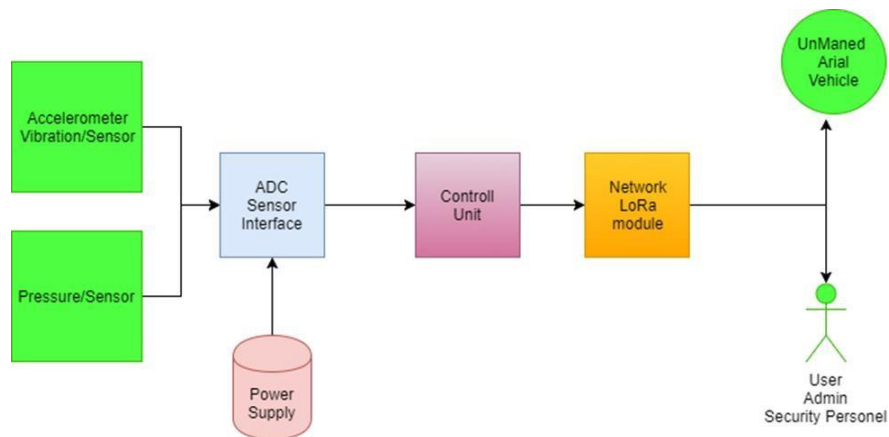 Accelerometer
Vibration/Sensor
Pressure/Sensor
ADC
Sensor
Interface
Power
Supply
Controll
Unit
Network
LoRa
module
UnManed
Arial
Vehicle
User
Admin
Security Personel